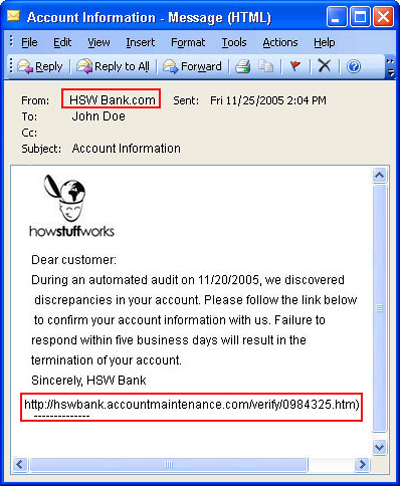 Account Information - Message (HTML)
File Edit View Insert Format Tools Actions Help
Reply Reply to All Forward
From: HSW Bank.com Sent: Fri 11/25/2005 2:04 PM
To: John Doe
Cc:
Subject: Account Information
howstuffworks
Dear customer:
During an automated audit on 11/20/2005, we discovered
discrepancies in your account. Please follow the link below
to confirm your account information with us. Failure to
respond within five business days will result in the
termination of your account.
Sincerely, HSW Bank
http://hswbank.accountmaintenance.com/verify/0984325.htm)